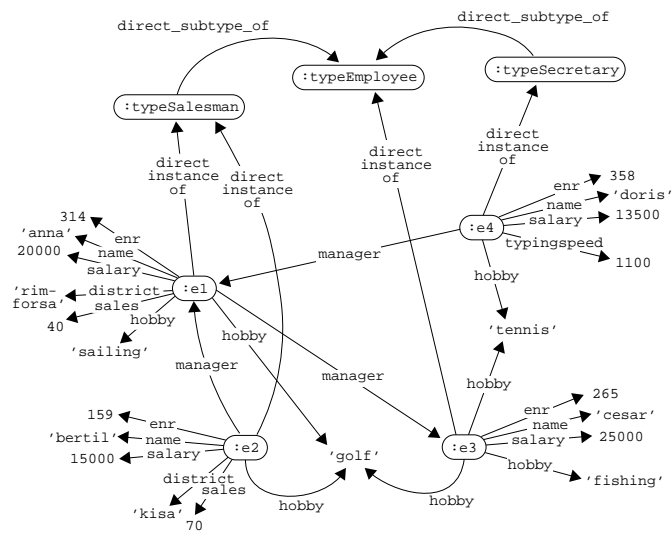 direct_subtype_of
direct_subtype_of
:typeEmployee
:typeSecretary
:typeSalesman
direct
instance
of
direct
instance
of
direct
instance
of
direct
instance
of
358
enr
'doris'
name
13500
salary
:e4
typingspeed
1100
hobby
manager
314
enr
'anna'
name
20000
salary
:e1
'rim-
forsa'
district
sales
40
hobby
'sailing'
hobby
'tennis'
manager
manager
hobby
159
enr
'bertil'
name
15000
salary
:e2
district
sales
'kisa'
70
hobby
'golf'
hobby
265
enr
'cesar'
name
25000
salary
:e3
hobby
'fishing'